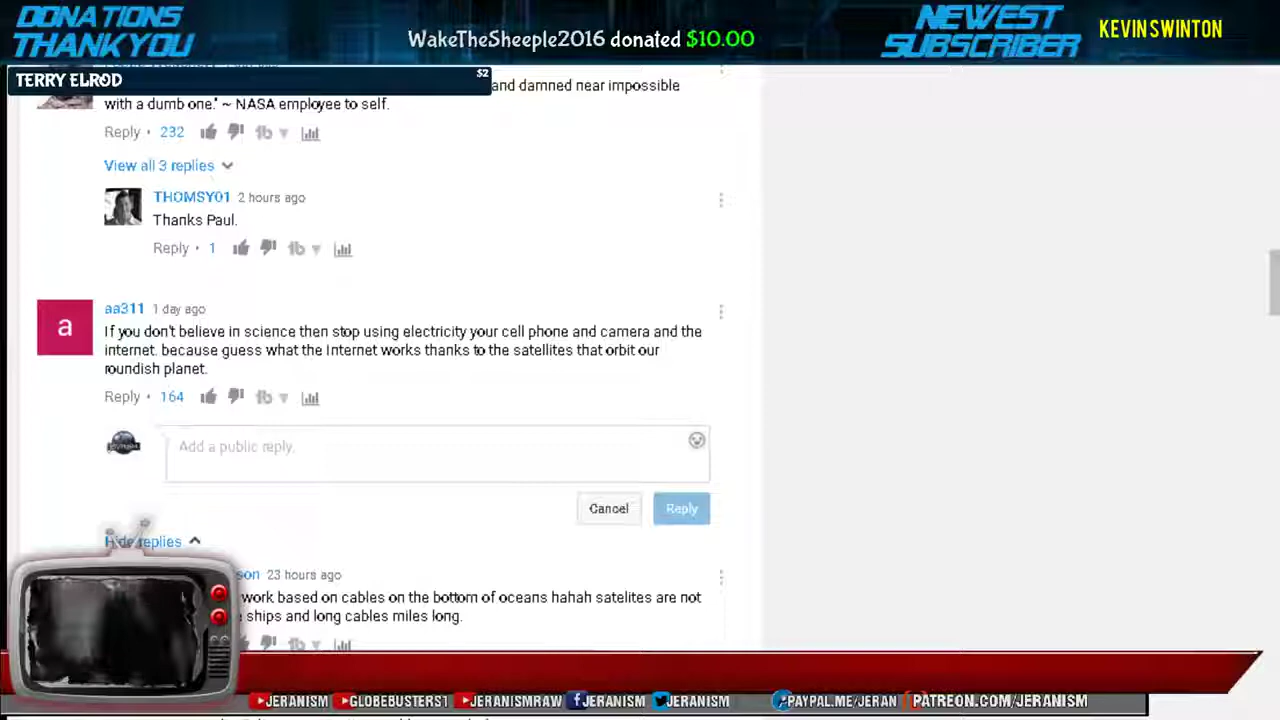 DONATIONS
THANKYOU
WakeTheSheeple2016 donated $10.00
NEWEST
SUBSCRIBER
KEVIN SWINTON
TERRY ELROD
$2
and damned near impossible
with a dumb one." ~ NASA employee to self.
Reply • 232
View all 3 replies
THOMSY01 2 hours ago
Thanks Paul.
Reply • 1
a
aa311 1 day ago
If you don't believe in science then stop using electricity your cell phone and camera and the
internet. because guess what the Internet works thanks to the satellites that orbit our
roundish planet.
Reply • 164
Add a public reply.
Cancel
Reply
Hide replies
son 23 hours ago
work based on cables on the bottom of oceans hahah satelites are not
ships and long cables miles long.
JERANISM
GLOBEBUSTERS1
JERANISMRAW
JERANISM
JERANISM
PAYPAL.ME/JERAN
PATREON.COM/JERANISM